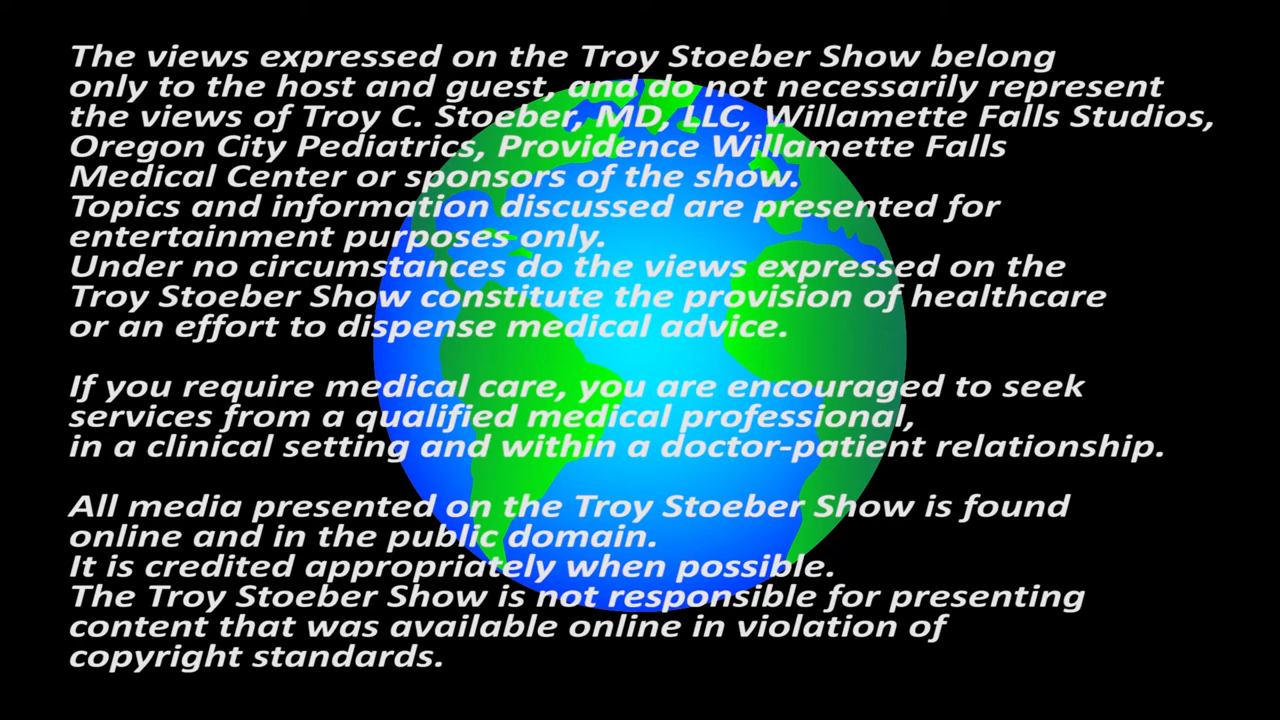 The views expressed on the Troy Stoeber Show belong
only to the host and guest, and do not necessarily represent
the views of Troy C. Stoeber, MD, LLC, Willamette Falls Studios,
Oregon City Pediatrics, Providence Willamette Falls
Medical Center or sponsors of the show.
Topics and information discussed are presented for
entertainment purposes only.
Under no circumstances do the views expressed on the
Troy Stoeber Show constitute the provision of healthcare
or an effort to dispense medical advice.
If you require medical care, you are encouraged to seek
services from a qualified medical professional,
in a clinical setting and within a doctor-patient relationship.
All media presented on the Troy Stoeber Show is found
online and in the public domain.
It is credited appropriately when possible.
The Troy Stoeber Show is not responsible for presenting
content that was available online in violation of
copyright standards.